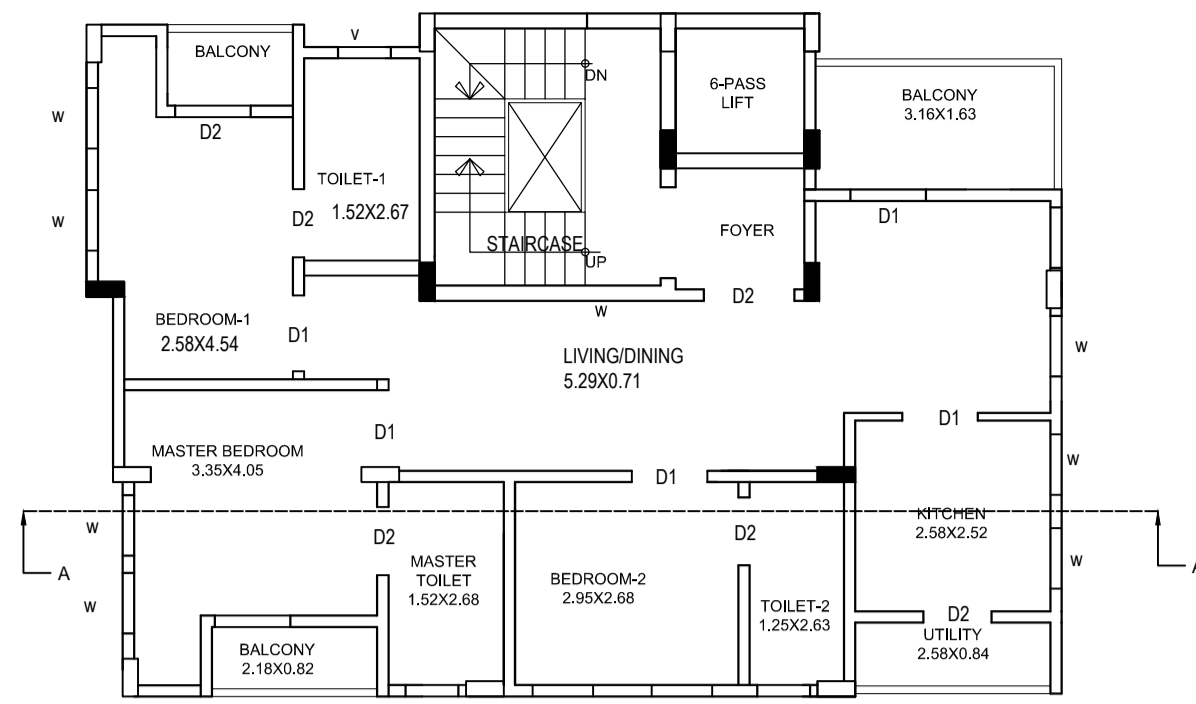 BALCONY
V
DN
6-PASS
LIFT
BALCONY
3.16X1.63
W
D2
TOILET-1
1.52X2.67
W
D2
STAIRCASE
UP
FOYER
D1
D2
W
BEDROOM-1
2.58X4.54
D1
LIVING/DINING
5.29X0.71
W
D1
D1
MASTER BEDROOM
3.35X4.05
W
D1
W
D2
D2
KITCHEN
2.58X2.52
A
MASTER
TOILET
1.52X2.68
BEDROOM-2
2.95X2.68
W
A
W
TOILET-2
1.25X2.63
D2
UTILITY
2.58X0.84
BALCONY
2.18X0.82